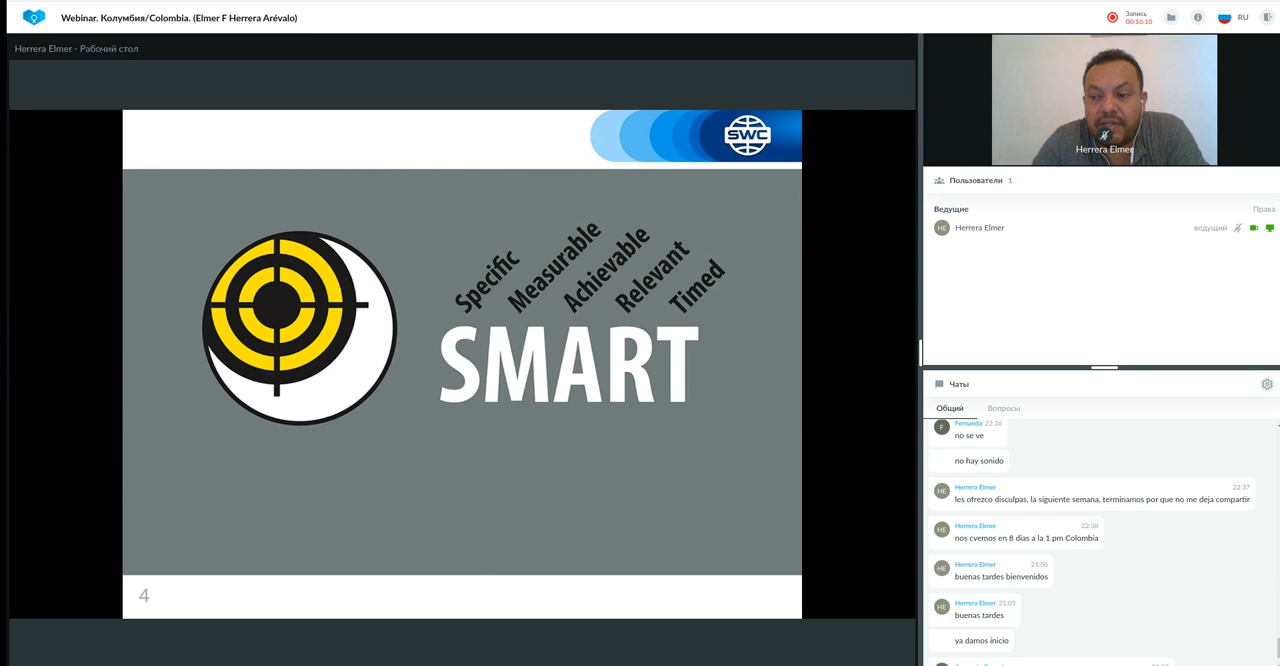 Webinar. Колумбия/Colombia. (Elmer F Herrera Arévalo)
Запись
00:16:10
RU
Herrera Elmer - Рабочий стол
SWC
Specific
Measurable
Achievable
Relevant
Timed
SMART
4
Herrera Elmer
Пользователи 1
Ведущие
Права
HE
Herrera Elmer
ведущий
Чаты
Общий
Вопросы
F
Fernanda 22:36
no se ve
no hay sonido
HE
Herrera Elmer 22:37
les ofrezco disculpas, la siguiente semana, terminamos por que no me deja compartir
HE
Herrera Elmer 22:38
nos cvemos en 8 dias a la 1 pm Colombia
HE
Herrera Elmer 21:06
buenas tardes bienvenidos
HE
Herrera Elmer 21:05
buenas tardes
ya damos inicio